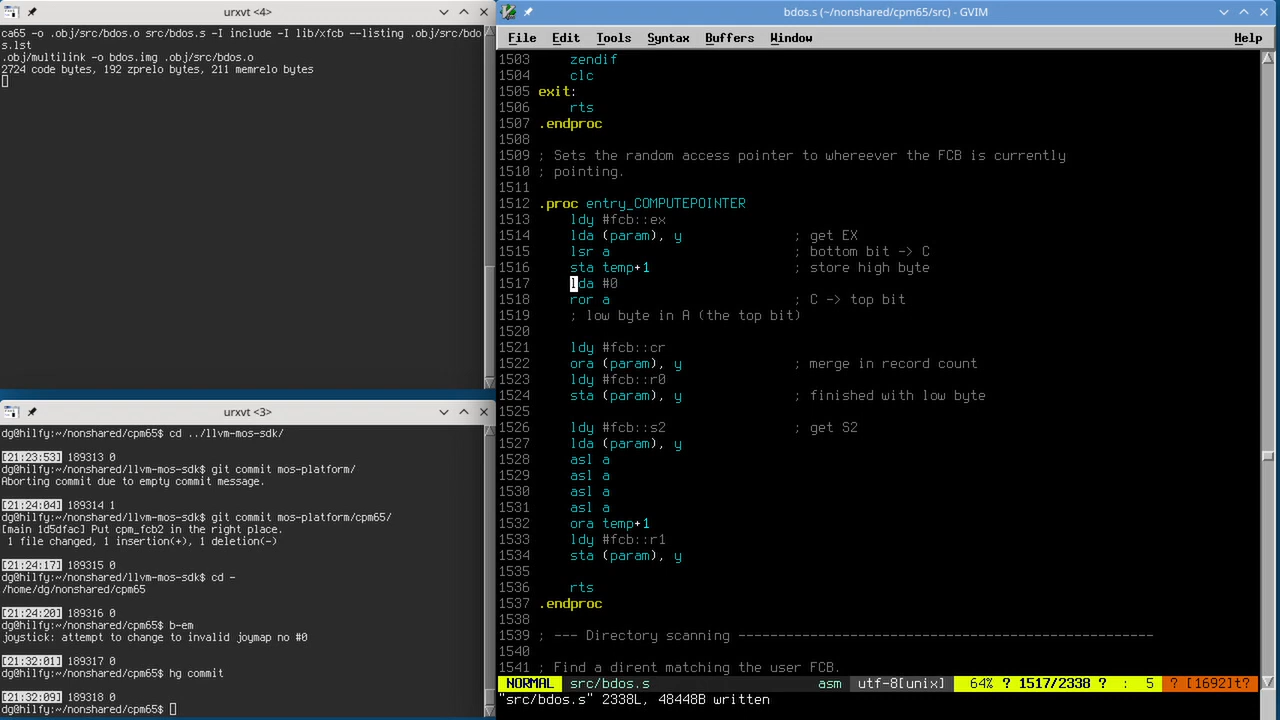 urxvt <4>
ca65 -o .obj/src/bdos.o src/bdos.s -I include -I lib/xfcb --listing .obj/src/bdo
s.lst
.obj/multilink -o bdos.img .obj/src/bdos.o
2724 code bytes, 192 zprelo bytes, 211 memrelo bytes
urxvt <3>
dg@hilfy:~/nonshared/cpm65$ cd ../llvm-mos-sdk/
[21:23:53] 189313 0
dg@hilfy:~/nonshared/llvm-mos-sdk$ git commit mos-platform/
Aborting commit due to empty commit message.
[21:24:04] 189314 1
dg@hilfy:~/nonshared/llvm-mos-sdk$ git commit mos-platform/cpm65/
[main 1d5dfac] Put cpm_fcb2 in the right place.
1 file changed, 1 insertion(+), 1 deletion(-)
[21:24:17] 189315 0
dg@hilfy:~/nonshared/llvm-mos-sdk$ cd -
/home/dg/nonshared/cpm65
[21:24:20] 189316 0
dg@hilfy:~/nonshared/cpm65$ b-em
joystick: attempt to change to invalid joymap no #0
[21:32:01] 189317 0
dg@hilfy:~/nonshared/cpm65$ hg commit
[21:32:09] 189318 0
dg@hilfy:~/nonshared/cpm65$
bdos.s (~/nonshared/cpm65/src) - GVIM
File Edit Tools Syntax Buffers Window Help
1503 zendif
1504 clc
1505 exit:
1506 rts
1507 .endproc
1508
1509 ; Sets the random access pointer to whereever the FCB is currently
1510 ; pointing.
1511
1512 .proc entry_COMPUTEPOINTER
1513 ldy #fcb::ex
1514 lda (param), y ; get EX
1515 lsr a ; bottom bit -> C
1516 sta temp+1 ; store high byte
1517 lda #0
1518 ror a ; C -> top bit
1519 ; low byte in A (the top bit)
1520
1521 ldy #fcb::cr
1522 ora (param), y ; merge in record count
1523 ldy #fcb::r0
1524 sta (param), y ; finished with low byte
1525
1526 ldy #fcb::s2 ; get S2
1527 lda (param), y
1528 asl a
1529 asl a
1530 asl a
1531 asl a
1532 ora temp+1
1533 ldy #fcb::r1
1534 sta (param), y
1535
1536 rts
1537 .endproc
1538
1539 ; --- Directory scanning ----------------------------------------------------
1540
1541 ; Find a dirent matching the user FCB.
NORMAL src/bdos.s asm utf-8[unix] 64% ? 1517/2338 ? : 5 ? [1692]t?
"src/bdos.s" 2338L, 48448B written